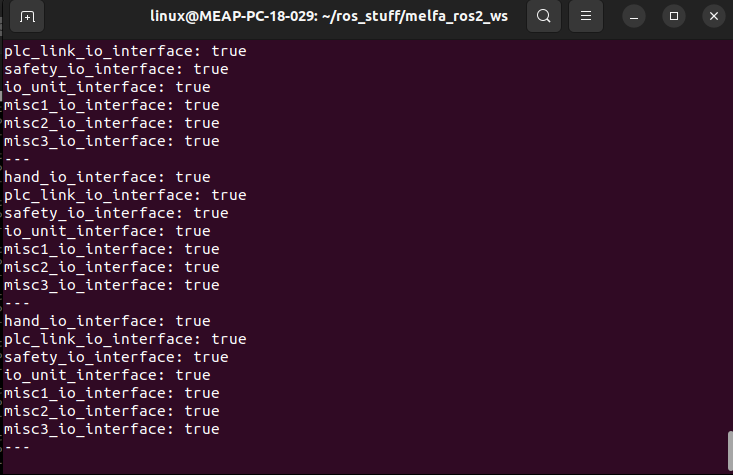 linux@MEAP-PC-18-029: ~/ros_stuff/melfa_ros2_ws
plc_link_io_interface: true
safety_io_interface: true
io_unit_interface: true
misc1_io_interface: true
misc2_io_interface: true
misc3_io_interface: true
---
hand_io_interface: true
plc_link_io_interface: true
safety_io_interface: true
io_unit_interface: true
misc1_io_interface: true
misc2_io_interface: true
misc3_io_interface: true
---
hand_io_interface: true
plc_link_io_interface: true
safety_io_interface: true
io_unit_interface: true
misc1_io_interface: true
misc2_io_interface: true
misc3_io_interface: true
---